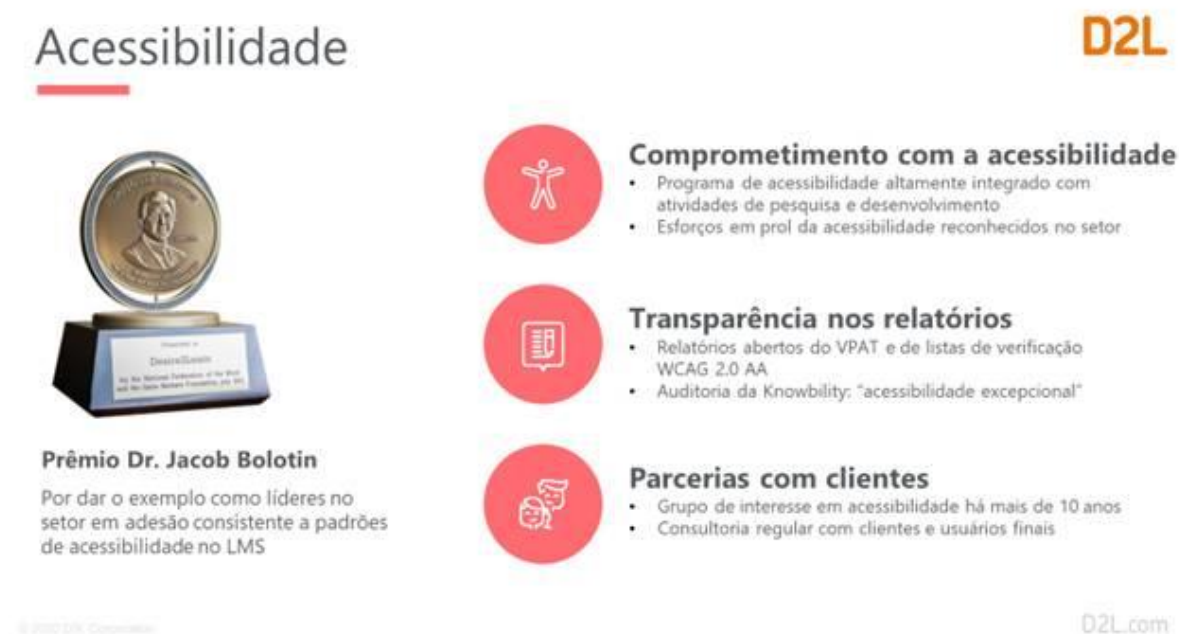 Acessibilidade
D2L
Prêmio Dr. Jacob Bolotin
Por dar o exemplo como líderes no
setor em adesão consistente a padrões
de acessibilidade no LMS
Comprometimento com a acessibilidade
• Programa de acessibilidade altamente integrado com
atividades de pesquisa e desenvolvimento
• Esforços em prol da acessibilidade reconhecidos no setor
Transparência nos relatórios
• Relatórios abertos do VPAT e de listas de verificação
WCAG 2.0 AA
• Auditoria da Knowbility: "acessibilidade excepcional"
Parcerias com clientes
• Grupo de interesse em acessibilidade há mais de 10 anos
• Consultoria regular com clientes e usuários finais
D2L.com